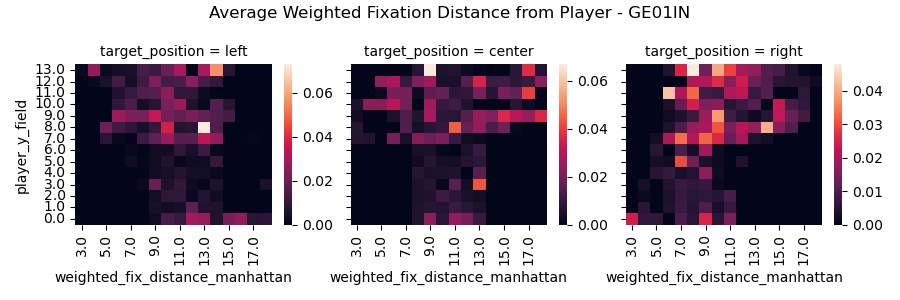 Average Weighted Fixation Distance from Player - GE01IN
target_position = left
target_position = center
target_position = right
player_y_field
13.0
12.0
11.0
10.0
9.0
8.0
7.0
6.0
5.0
4.0
3.0
2.0
1.0
0.0
0.06
0.04
0.02
0.00
0.06
0.04
0.02
0.00
0.04
0.03
0.02
0.01
0.00
3.0 5.0 7.0 9.0 11.0 13.0 15.0 17.0
3.0 5.0 7.0 9.0 11.0 13.0 15.0 17.0
3.0 5.0 7.0 9.0 11.0 13.0 15.0 17.0
weighted_fix_distance_manhattan
weighted_fix_distance_manhattan
weighted_fix_distance_manhattan